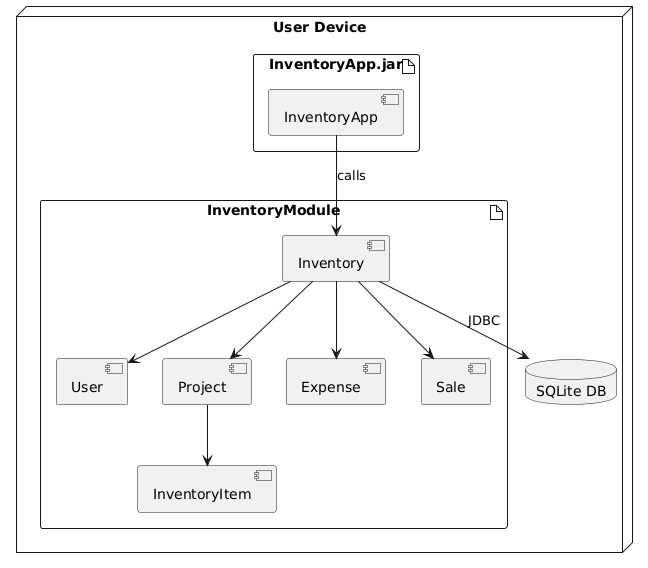 User Device
InventoryApp.jar
InventoryApp
calls
InventoryModule
Inventory
JDBC
User
Project
Expense
Sale
SQLite DB
InventoryItem